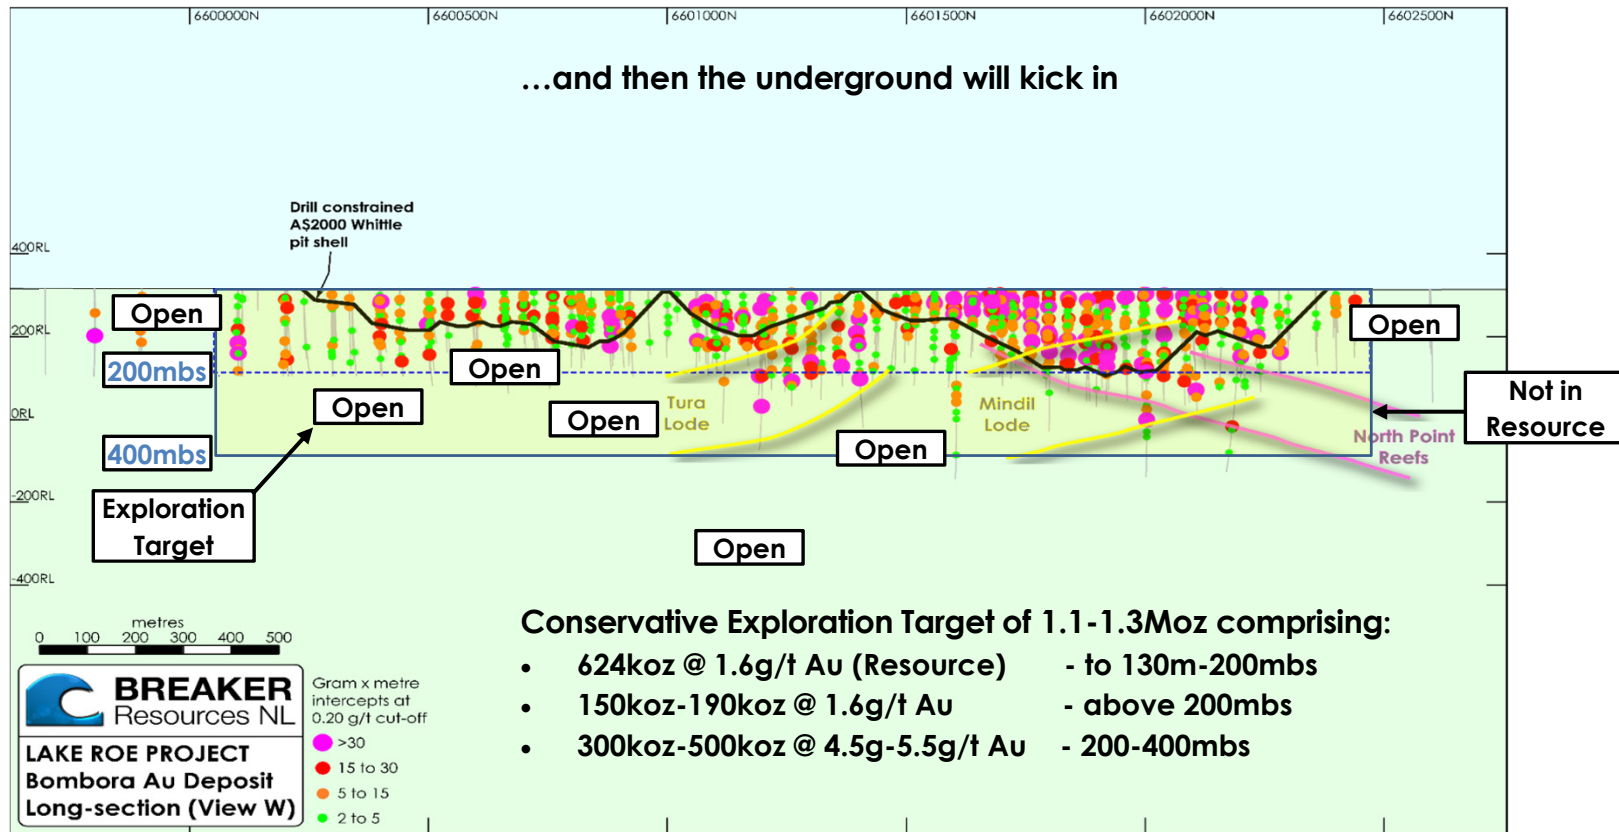 6600000N
6600500N
6601000N
6601500N
6602000N
6602500N
...and then the underground will kick in
Drill constrained
A$2000 Whittle
pit shell
400RL
Open
200RL
Open
200mbs
Open
Open
Open
Tura
Lode
Mindil
Lode
Not in
Resource
0RL
Open
North Point
Reefs
400mbs
-200RL
Exploration
Target
Open
-400RL
Conservative Exploration Target of 1.1-1.3Moz comprising:
• 624koz @ 1.6g/t Au (Resource) - to 130m-200mbs
• 150koz-190koz @ 1.6g/t Au - above 200mbs
• 300koz-500koz @ 4.5g-5.5g/t Au - 200-400mbs
metres
0 100 200 300 400 500
BREAKER
Resources NL
LAKE ROE PROJECT
Bombora Au Deposit
Long-section (View W)
Gram x metre
intercepts at
0.20 g/t cut-off
>30
15 to 30
5 to 15
2 to 5